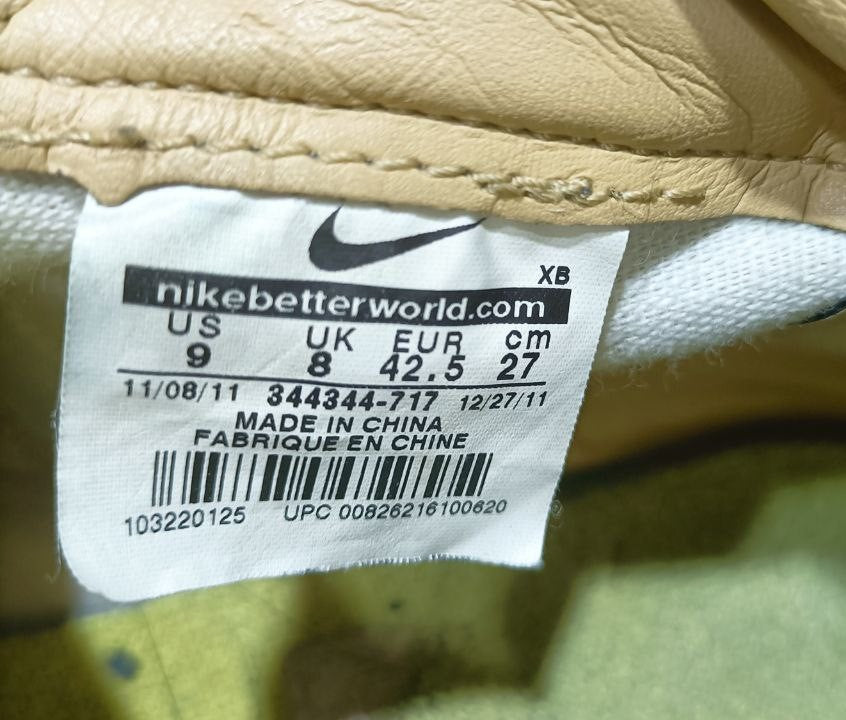 XB
nikebetterworld.com
US UK EUR cm
9 8 42.5 27
11/08/11 344344-717 12/27/11
MADE IN CHINA
FABRIQUE EN CHINE
103220125 UPC 00826216100620